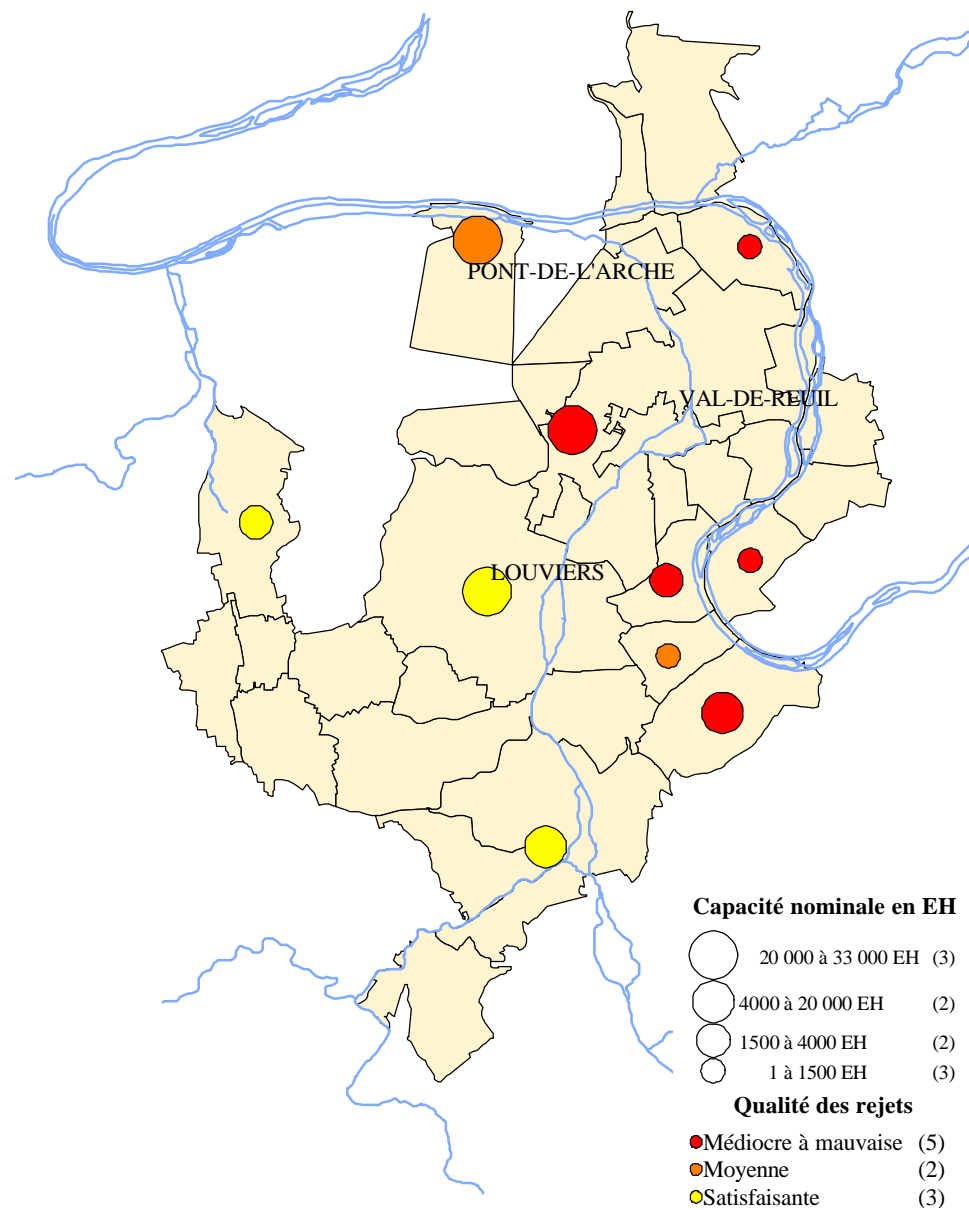 PONT-DE-L'ARCHE
VAL-DE-REUIL
LOUVIERS
Capacité nominale en EH
20 000 à 33 000 EH (3)
4000 à 20 000 EH (2)
1500 à 4000 EH (2)
1 à 1500 EH (3)
Qualité des rejets
Médiocre à mauvaise (5)
Moyenne (2)
Satisfaisante (3)